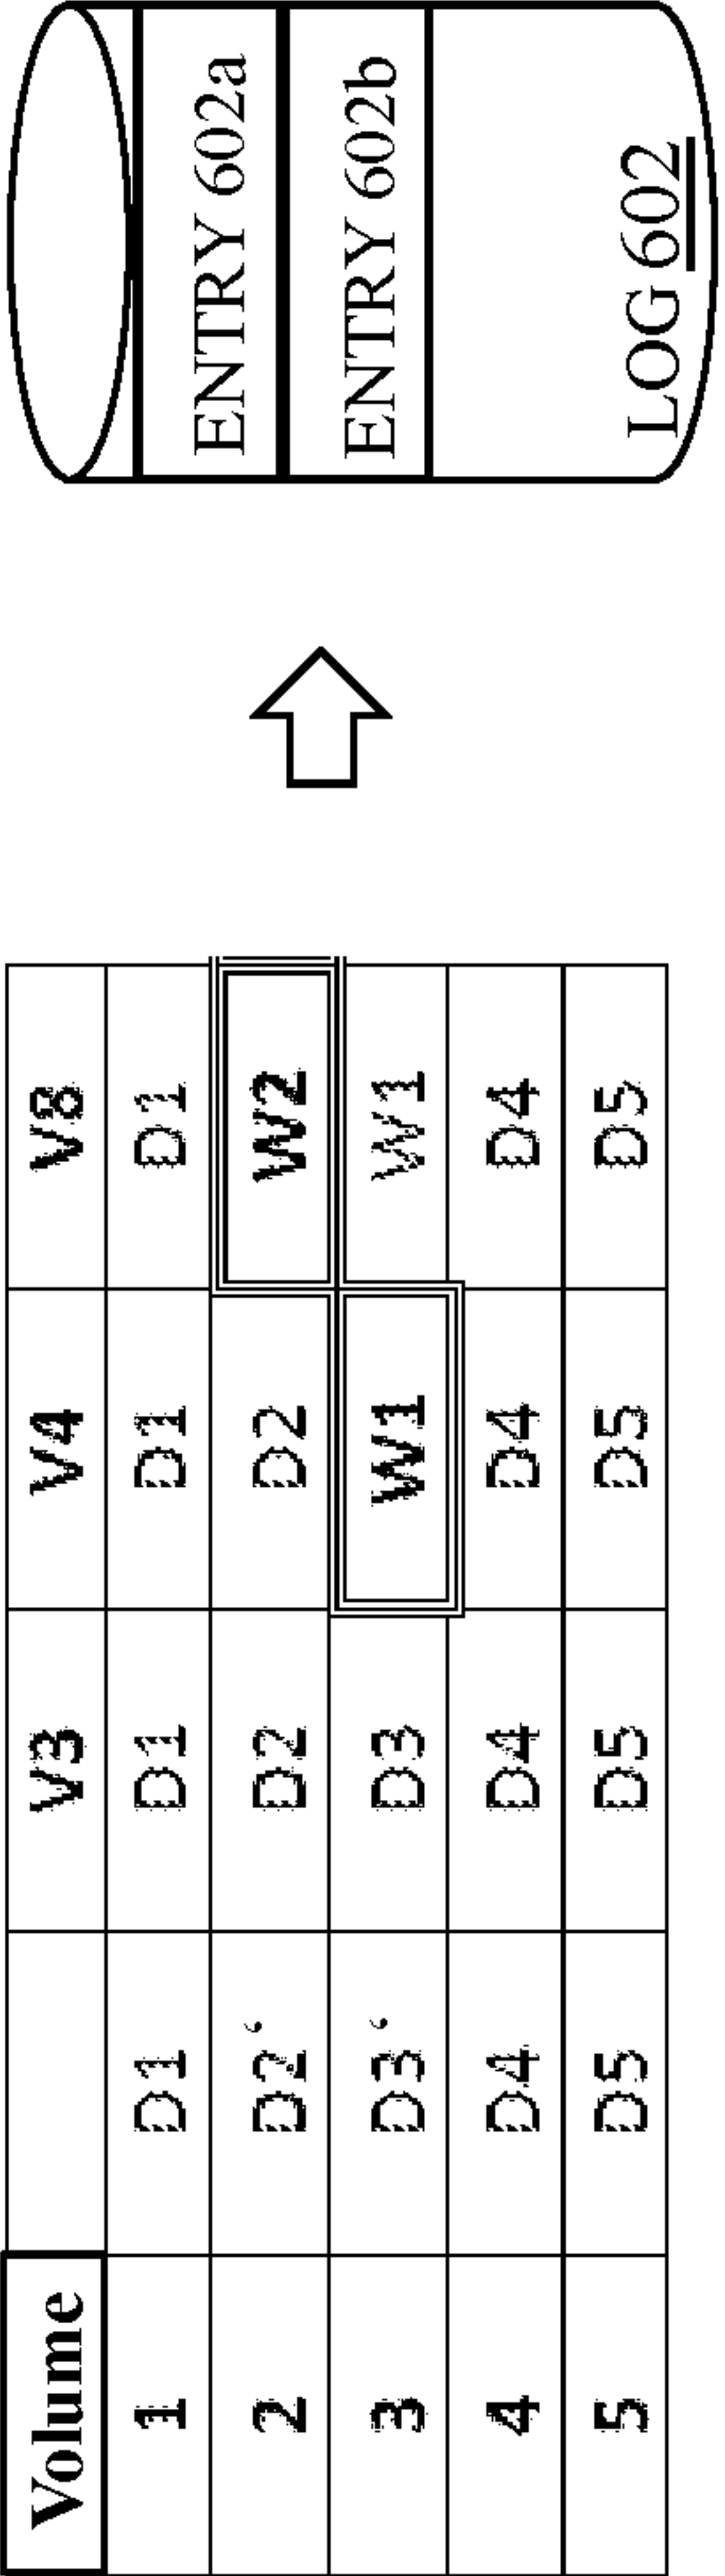 Volume V3 V4 V8
1 D1 D1 D1 D1
2 D2‘ D2 D2 W2
3 D3‘ D3 W1 W1
4 D4 D4 D4 D4
5 D5 D5 D5 D5
ENTRY 602a
ENTRY 602b
LOG 602